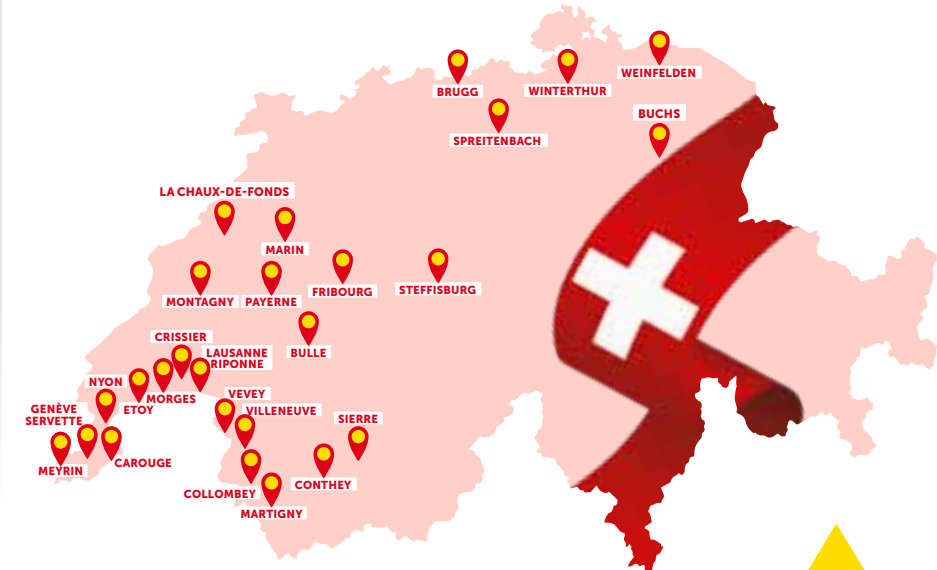 WEINFELDEN
BRUGG
WINTERTHUR
BUCHS
SPREITENBACH
LA CHAUX-DE-FONDS
MARIN
MONTAGNY
PAYERNE
FRIBOURG
STEFFISBURG
CRISSIER
BULLE
LAUSANNE
RIPONNE
NYON
ETOY
MORGES
VEVEY
VILLENEUVE
GENÈVE
SERVETTE
SIERRE
MEYRIN
CAROUGE
CONTHEY
COLLOMBEY
MARTIGNY